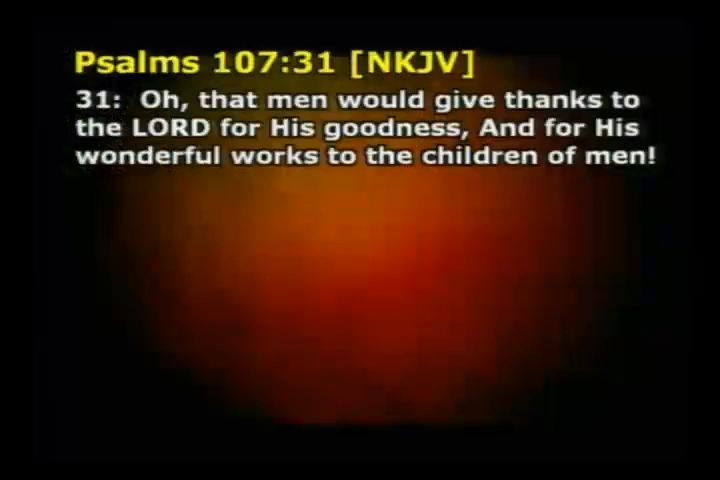 Psalms 107:31 [NKJV]
31: Oh, that men would give thanks to
the LORD for His goodness, And for His
wonderful works to the children of men!